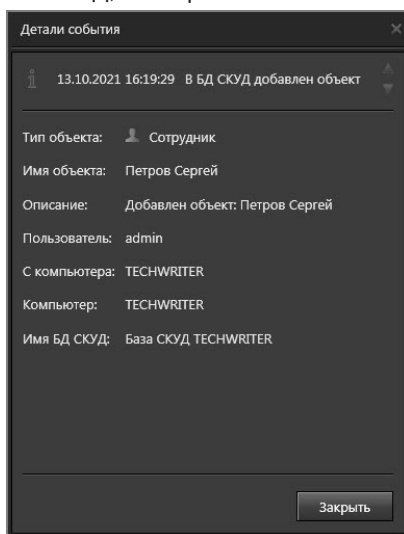 Детали события
13.10.2021 16:19:29 В БД СКУД добавлен объект
Тип объекта: Сотрудник
Имя объекта: Петров Сергей
Описание: Добавлен объект: Петров Сергей
Пользователь: admin
С компьютера: TECHWRITER
Компьютер: TECHWRITER
Имя БД СКУД: База СКУД TECHWRITER
Закрыть